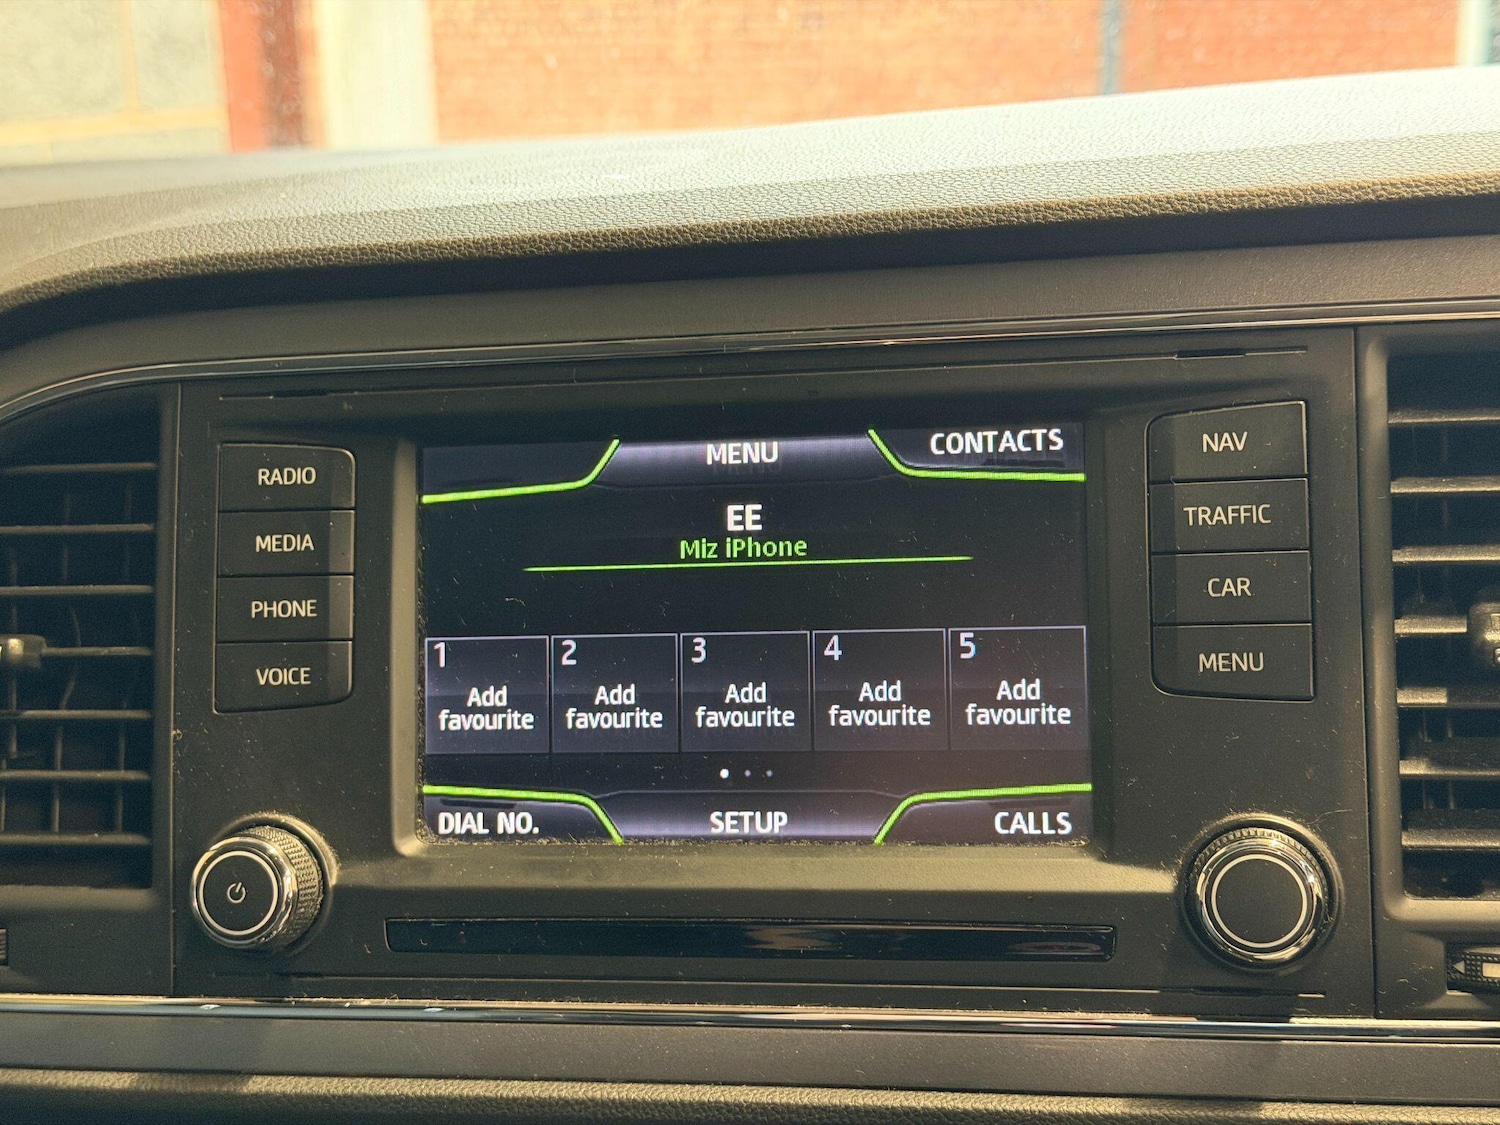 RADIO
MEDIA
PHONE
VOICE
MENU
CONTACTS
EE
Miz iPhone
1
Add
favourite
2
Add
favourite
3
Add
favourite
4
Add
favourite
5
Add
favourite
DIAL NO.
SETUP
CALLS
NAV
TRAFFIC
CAR
MENU